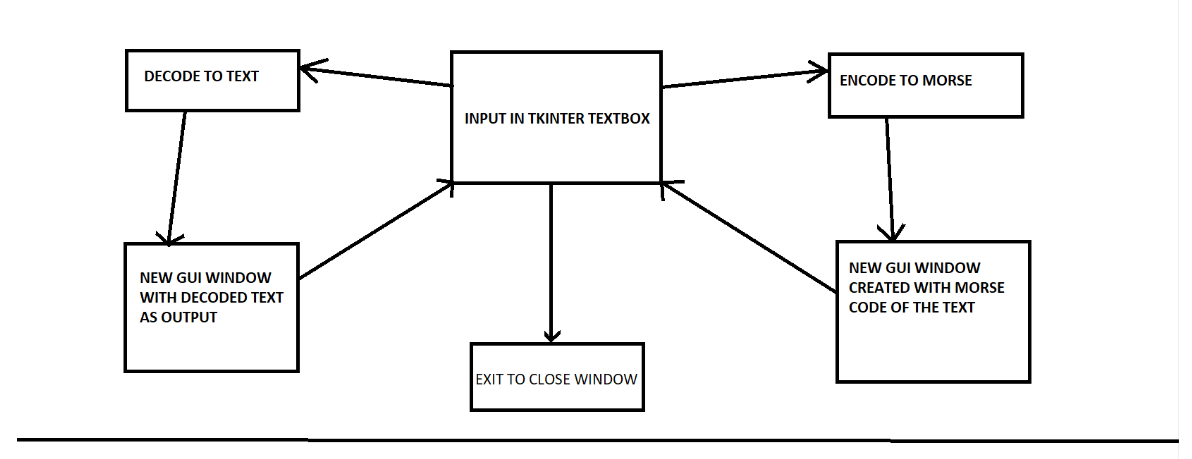 DECODE TO TEXT
INPUT IN TKINTER TEXTBOX
ENCODE TO MORSE
NEW GUI WINDOW
WITH DECODED TEXT
AS OUTPUT
NEW GUI WINDOW
CREATED WITH MORSE
CODE OF THE TEXT
EXIT TO CLOSE WINDOW